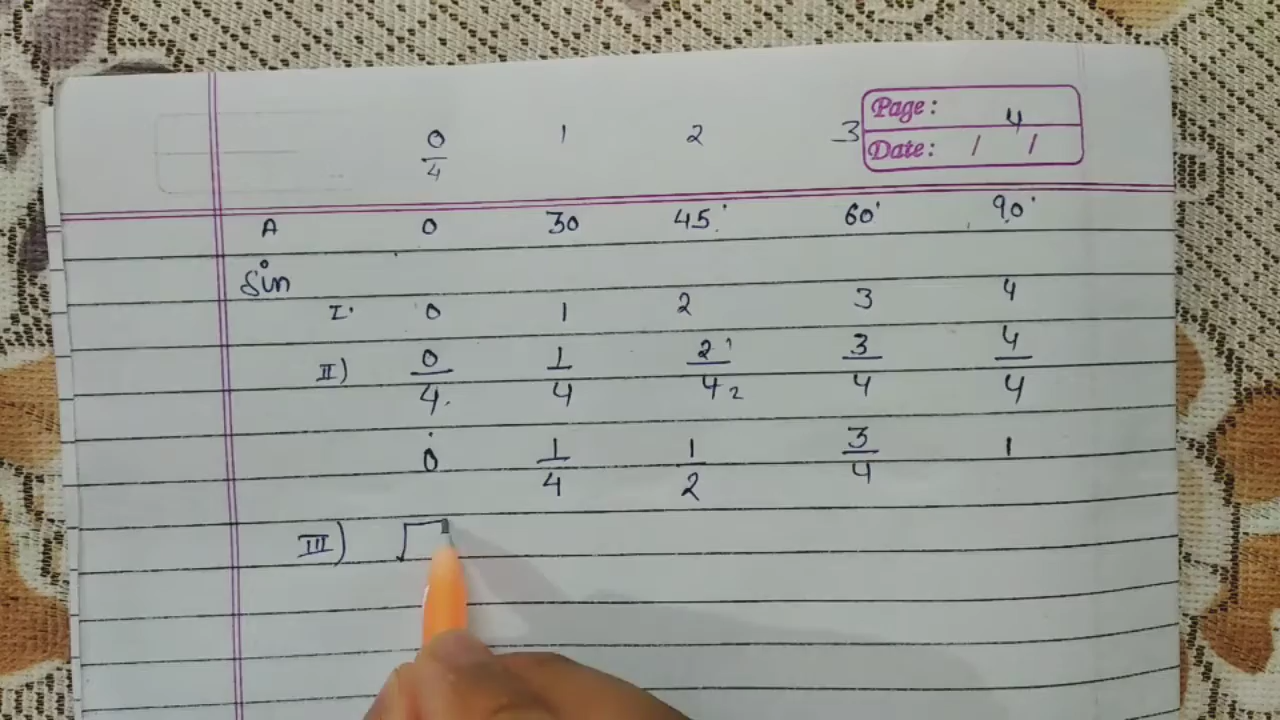 Page: 4
0/4 1 2 3
Date: / /
A 0 30 45° 60° 90°
Sin
I. 0 1 2 3 4
II) 0/4 1/4 2/4 1 2 3/4 4/4
0 1/4 1/2 3/4 1
III) √